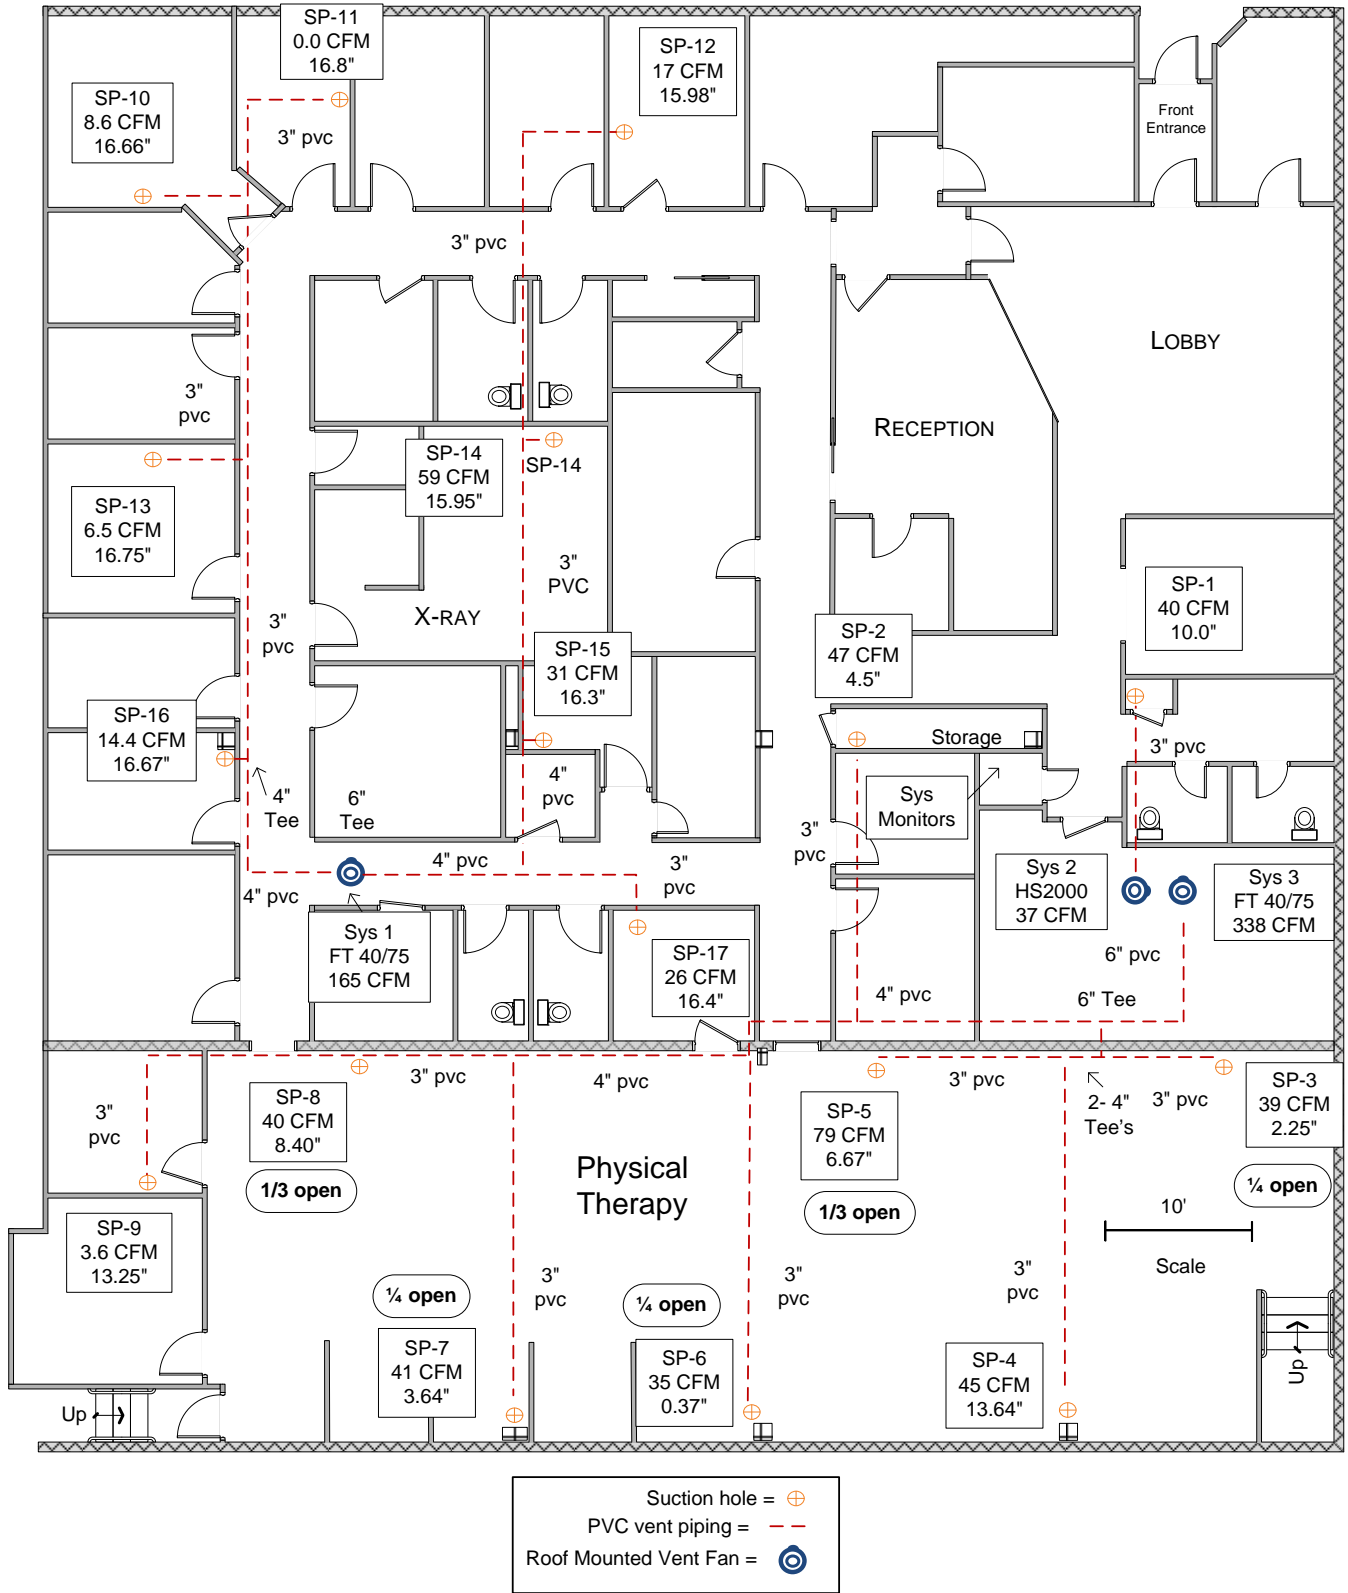 SP-11
0.0 CFM
16.8"
SP-12
17 CFM
15.98"
SP-10
8.6 CFM
16.66"
3" pvc
Front
Entrance
3" pvc
LOBBY
3"
pvc
RECEPTION
SP-14
59 CFM
15.95"
SP-14
SP-13
6.5 CFM
16.75"
3"
PVC
SP-1
40 CFM
10.0"
X-RAY
3"
pvc
SP-2
47 CFM
4.5"
SP-15
31 CFM
16.3"
SP-16
14.4 CFM
16.67"
Storage
3" pvc
4"
pvc
4"
Tee
6"
Tee
Sys
Monitors
3"
pvc
4" pvc
3"
pvc
4" pvc
Sys 2
HS2000
37 CFM
Sys 3
FT 40/75
338 CFM
Sys 1
FT 40/75
165 CFM
SP-17
26 CFM
16.4"
6" pvc
4" pvc
6" Tee
3" pvc
4" pvc
3" pvc
2- 4"
Tee's
3" pvc
SP-3
39 CFM
2.25"
SP-8
40 CFM
8.40"
3"
pvc
SP-5
79 CFM
6.67"
1/3 open
Physical
Therapy
1/3 open
¼ open
10'
Scale
SP-9
3.6 CFM
13.25"
3"
pvc
3"
pvc
3"
pvc
¼ open
¼ open
SP-7
41 CFM
3.64"
SP-6
35 CFM
0.37"
SP-4
45 CFM
13.64"
Up
Up
Suction hole =
PVC vent piping =
Roof Mounted Vent Fan =